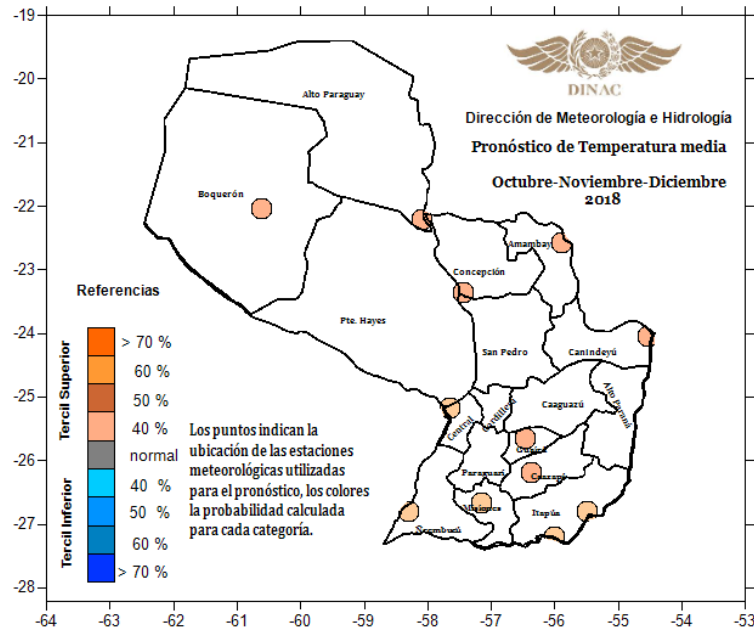 DINAC
Dirección de Meteorología e Hidrología
Pronóstico de Temperatura media
Octubre-Noviembre-Diciembre
2018
-19
-20
-21
-22
-23
-24
-25
-26
-27
-28
Alto Paraguay
Boquerón
Amambay
Concepción
Pte. Hayes
San Pedro
Canindeyú
Caaguazú
Alto Paraná
Cordillera
Central
Guairá
Caazapá
Paraguarí
Misiones
Itapúa
Ñeembucú
Referencias
Tercil Superior
> 70 %
60 %
50 %
40 %
normal
Tercil Inferior
40 %
50 %
60 %
> 70 %
Los puntos indican la
ubicación de las estaciones
meteorológicas utilizadas
para el pronóstico, los colores
la probabilidad calculada
para cada categoría.
-64
-63
-62
-61
-60
-59
-58
-57
-56
-55
-54
-53